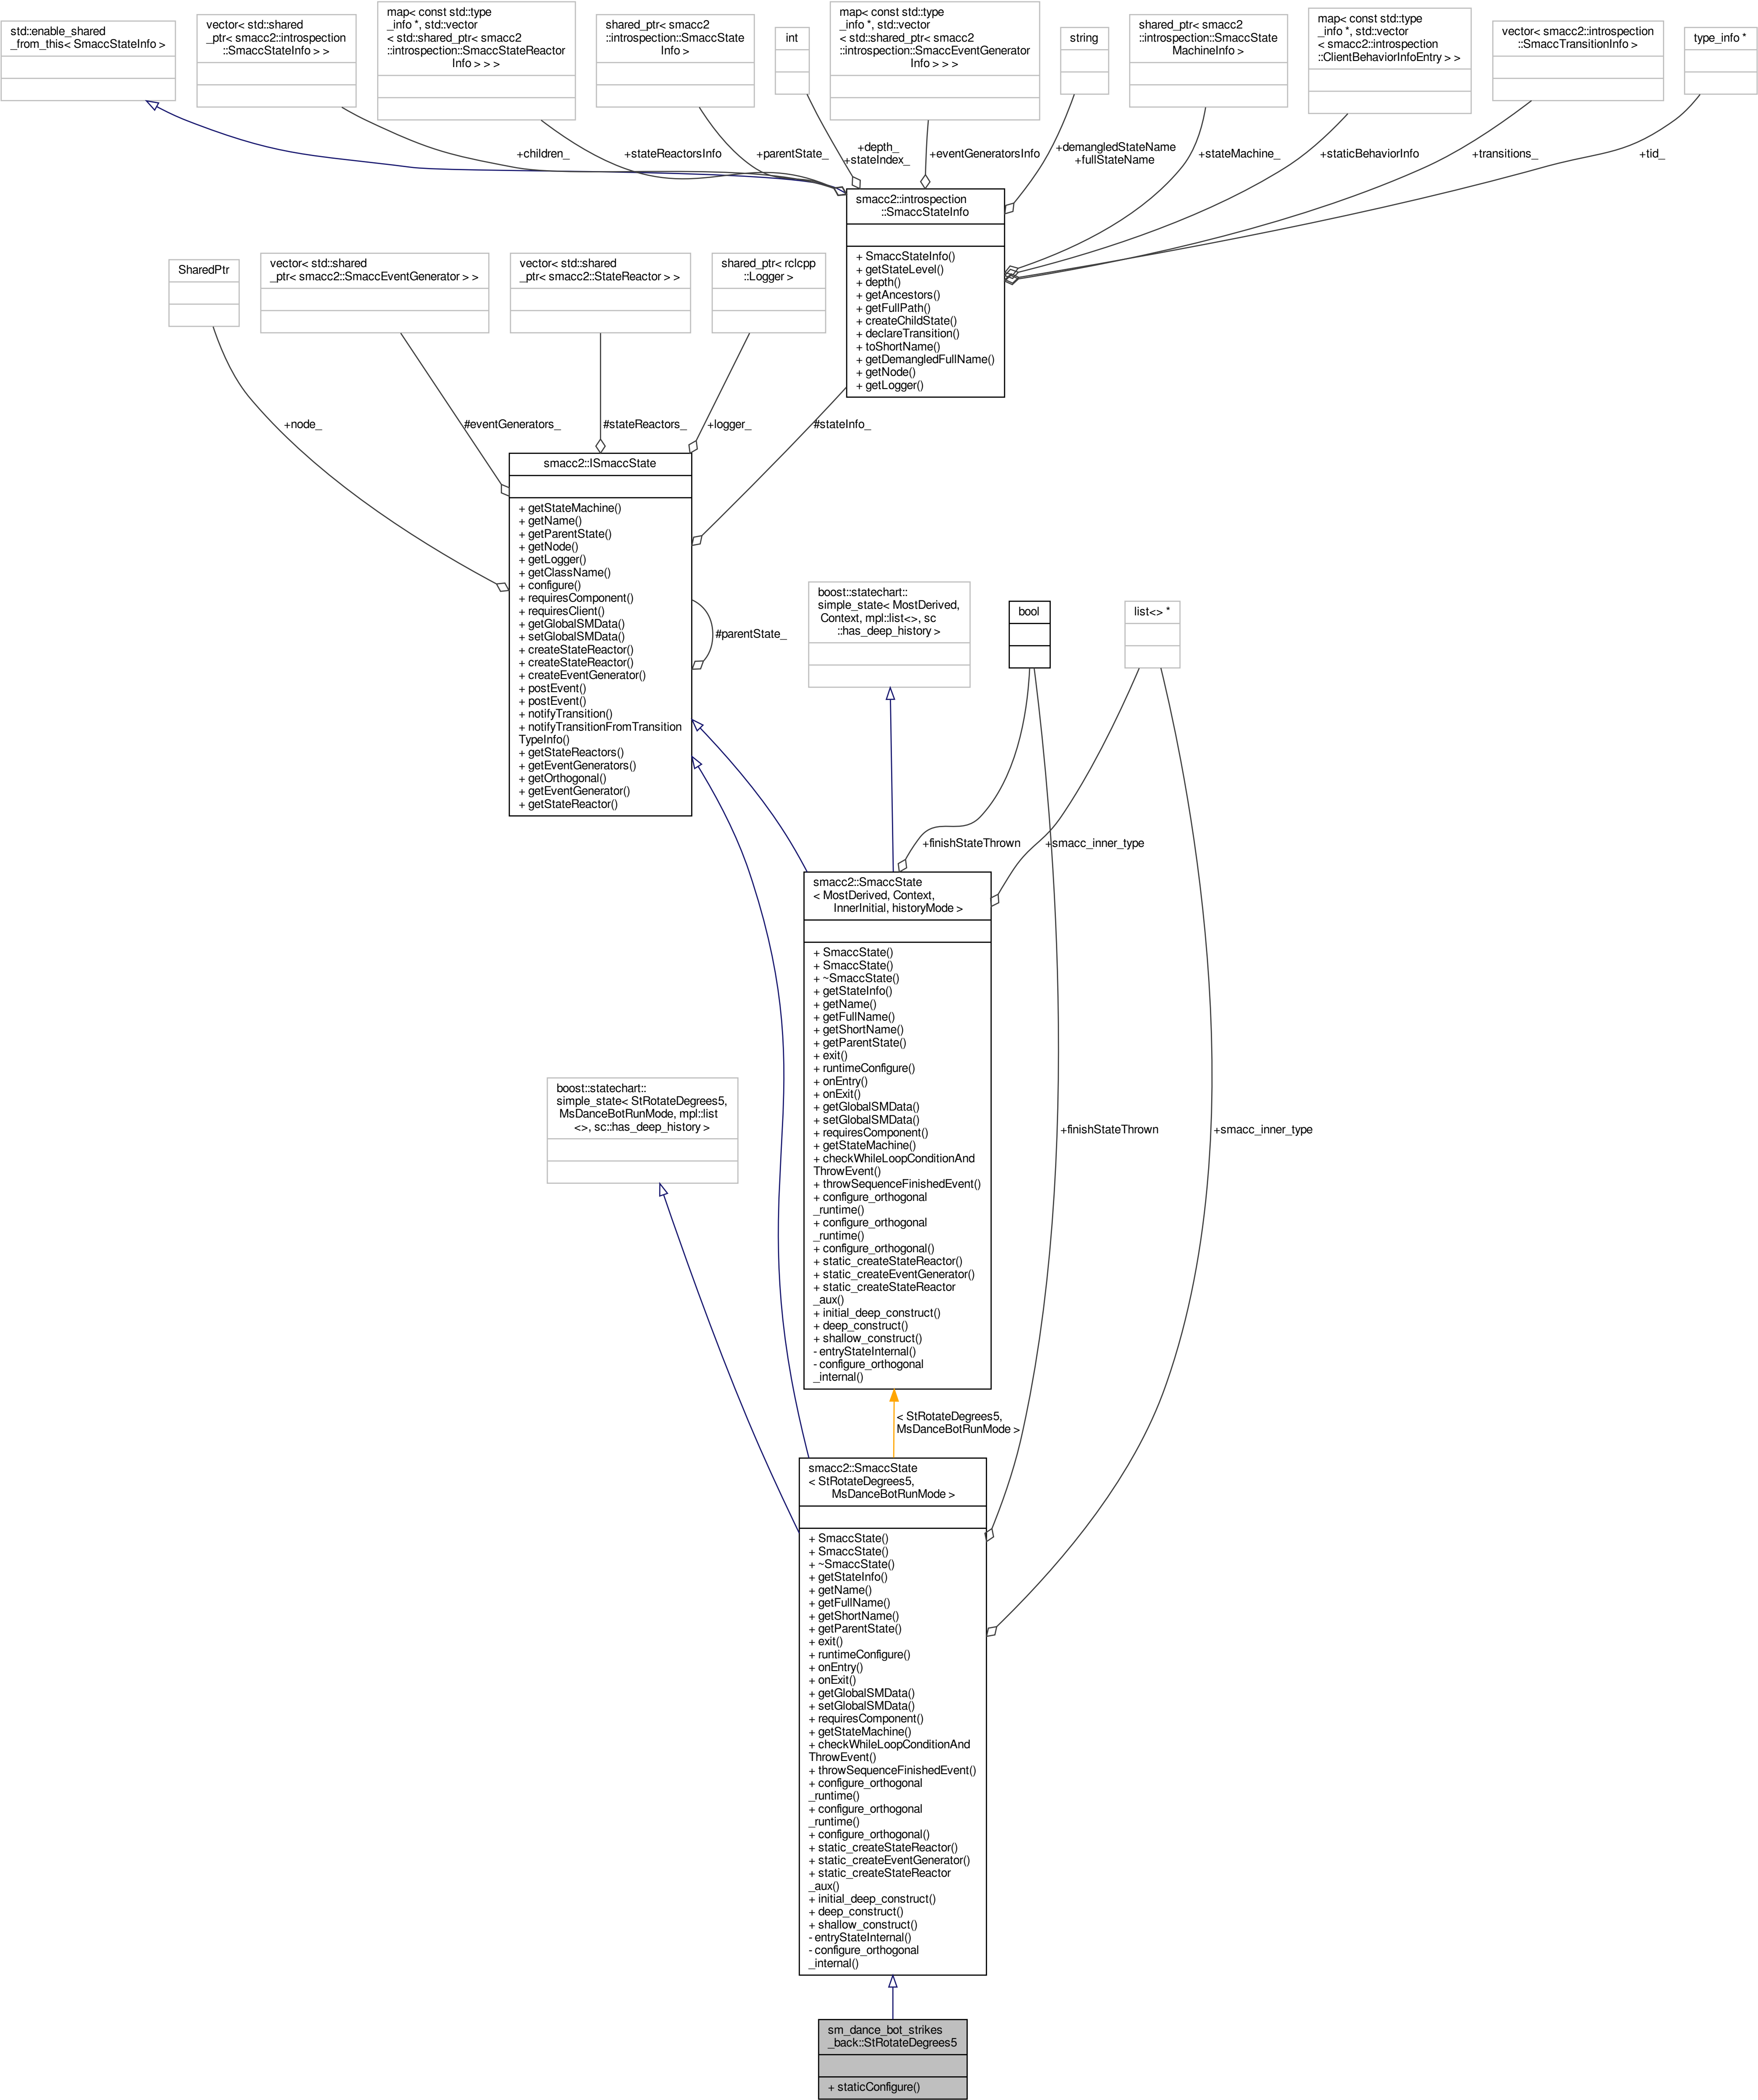 std::enable_shared
_from_this< SmaccStateInfo >
vector< std::shared
_ptr< smacc2::introspection
::SmaccStateInfo > >
map< const std::type
_info *, std::vector
< std::shared_ptr< smacc2
::introspection::SmaccStateReactor
Info > > >
shared_ptr< smacc2
::introspection::SmaccState
Info >
int
map< const std::type
_info *, std::vector
< std::shared_ptr< smacc2
::introspection::SmaccEventGenerator
Info > > >
string
shared_ptr< smacc2
::introspection::SmaccState
MachineInfo >
map< const std::type
_info *, std::vector
< smacc2::introspection
::ClientBehaviorInfoEntry > >
vector< smacc2::introspection
::SmaccTransitionInfo >
type_info *
+children_
+stateReactorsInfo
+parentState_
+depth_
+stateIndex_
+eventGeneratorsInfo
+demangledStateName
+fullStateName
+stateMachine_
+staticBehaviorInfo
+transitions_
+tid_
smacc2::introspection
::SmaccStateInfo
+ SmaccStateInfo()
+ getStateLevel()
+ depth()
+ getAncestors()
+ getFullPath()
+ createChildState()
+ declareTransition()
+ toShortName()
+ getDemangledFullName()
+ getNode()
+ getLogger()
SharedPtr
vector< std::shared
_ptr< smacc2::SmaccEventGenerator > >
vector< std::shared
_ptr< smacc2::StateReactor > >
shared_ptr< rclcpp
::Logger >
+node_
#eventGenerators_
#stateReactors_
+logger_
#stateInfo_
smacc2::ISmaccState
+ getStateMachine()
+ getName()
+ getParentState()
+ getNode()
+ getLogger()
+ getClassName()
+ configure()
+ requiresComponent()
+ requiresClient()
+ getGlobalSMData()
+ setGlobalSMData()
+ createStateReactor()
+ createStateReactor()
+ createEventGenerator()
+ postEvent()
+ postEvent()
+ notifyTransition()
+ notifyTransitionFromTransition
TypeInfo()
+ getStateReactors()
+ getEventGenerators()
+ getOrthogonal()
+ getEventGenerator()
+ getStateReactor()
#parentState_
boost::statechart::
simple_state< MostDerived,
Context, mpl::list<>, sc
::has_deep_history >
bool
list<> *
+finishStateThrown
+smacc_inner_type
smacc2::SmaccState
< MostDerived, Context,
InnerInitial, historyMode >
+ SmaccState()
+ SmaccState()
+ ~SmaccState()
+ getStateInfo()
+ getName()
+ getFullName()
+ getShortName()
+ getParentState()
+ exit()
+ runtimeConfigure()
+ onEntry()
+ onExit()
+ getGlobalSMData()
+ setGlobalSMData()
+ requiresComponent()
+ getStateMachine()
+ checkWhileLoopConditionAnd
ThrowEvent()
+ throwSequenceFinishedEvent()
+ configure_orthogonal
_runtime()
+ configure_orthogonal
_runtime()
+ configure_orthogonal()
+ static_createStateReactor()
+ static_createEventGenerator()
+ static_createStateReactor
_aux()
+ initial_deep_construct()
+ deep_construct()
+ shallow_construct()
- entryStateInternal()
- configure_orthogonal
_internal()
boost::statechart::
simple_state< StRotateDegrees5,
MsDanceBotRunMode, mpl::list
<>, sc::has_deep_history >
+finishStateThrown
+smacc_inner_type
< StRotateDegrees5,
MsDanceBotRunMode >
smacc2::SmaccState
< StRotateDegrees5,
MsDanceBotRunMode >
+ SmaccState()
+ SmaccState()
+ ~SmaccState()
+ getStateInfo()
+ getName()
+ getFullName()
+ getShortName()
+ getParentState()
+ exit()
+ runtimeConfigure()
+ onEntry()
+ onExit()
+ getGlobalSMData()
+ setGlobalSMData()
+ requiresComponent()
+ getStateMachine()
+ checkWhileLoopConditionAnd
ThrowEvent()
+ throwSequenceFinishedEvent()
+ configure_orthogonal
_runtime()
+ configure_orthogonal
_runtime()
+ configure_orthogonal()
+ static_createStateReactor()
+ static_createEventGenerator()
+ static_createStateReactor
_aux()
+ initial_deep_construct()
+ deep_construct()
+ shallow_construct()
- entryStateInternal()
- configure_orthogonal
_internal()
sm_dance_bot_strikes
_back::StRotateDegrees5
+ staticConfigure()